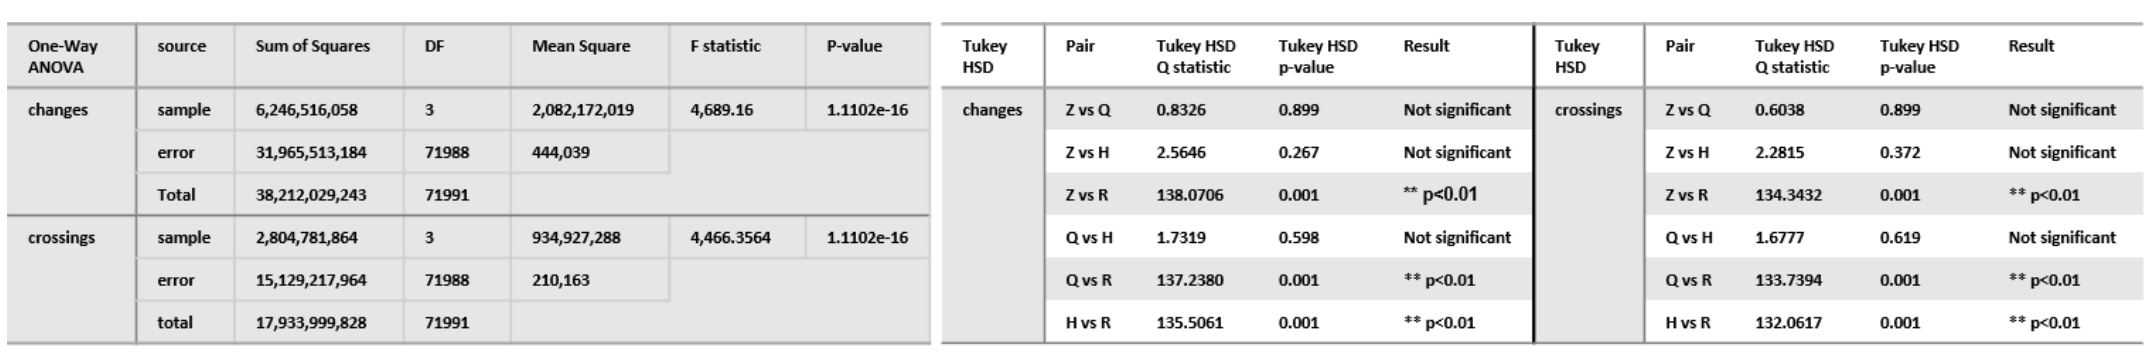 One-Way ANOVA source Sum of Squares DF Mean Square F statistic P-value
changes sample 6,246,516,058 3 2,082,172,019 4,689.16 1.1102e-16
error 31,965,513,184 71988 444,039
Total 38,212,029,243 71991
crossings sample 2,804,781,864 3 934,927,288 4,466.3564 1.1102e-16
error 15,129,217,964 71988 210,163
total 17,933,999,828 71991
Tukey HSD Pair Tukey HSD Q statistic Tukey HSD p-value Result
changes Z vs Q 0.8326 0.899 Not significant
Z vs H 2.5646 0.267 Not significant
Z vs R 138.0706 0.001 ** p<0.01
Q vs H 1.7319 0.598 Not significant
Q vs R 137.2380 0.001 ** p<0.01
H vs R 135.5061 0.001 ** p<0.01
Tukey HSD Pair Tukey HSD Q statistic Tukey HSD p-value Result
crossings Z vs Q 0.6038 0.899 Not significant
Z vs H 2.2815 0.372 Not significant
Z vs R 134.3432 0.001 ** p<0.01
Q vs H 1.6777 0.619 Not significant
Q vs R 133.7394 0.001 ** p<0.01
H vs R 132.0617 0.001 ** p<0.01